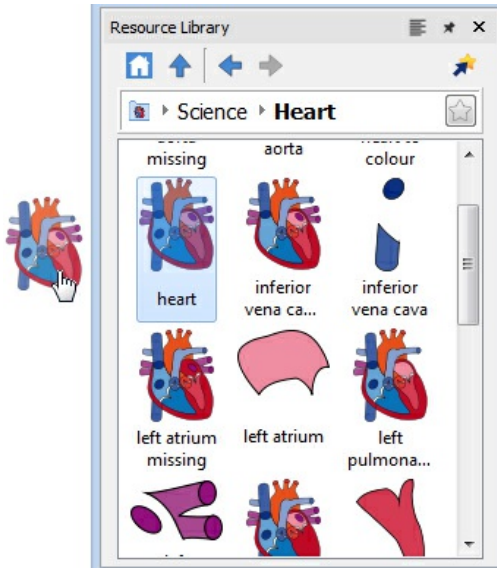 Resource Library
Science Heart
missing
aorta
colour
heart
inferior
vena ca...
inferior
vena cava
left atrium
missing
left atrium
left
pulmona...